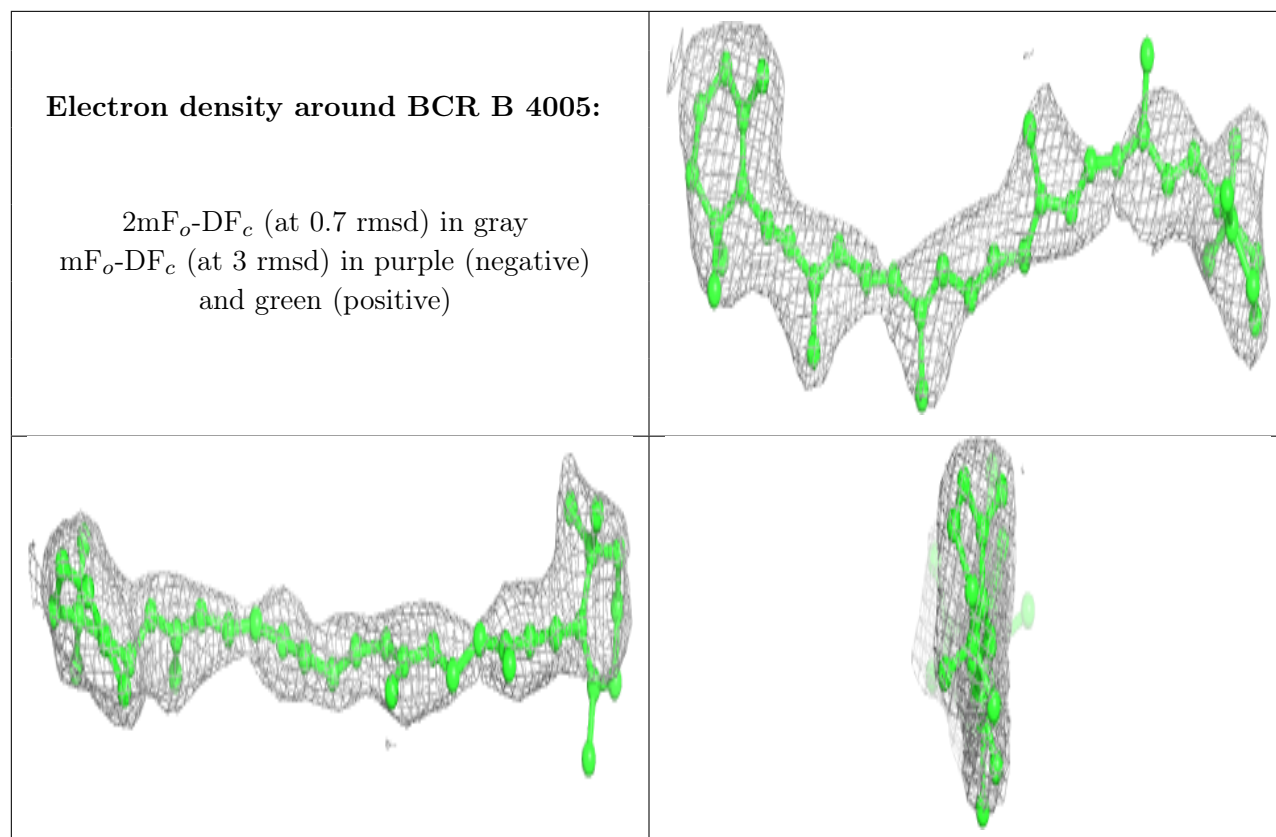 Electron density around BCR B 4005:
2mFo-DFc (at 0.7 rmsd) in gray
mFo-DFc (at 3 rmsd) in purple (negative)
and green (positive)